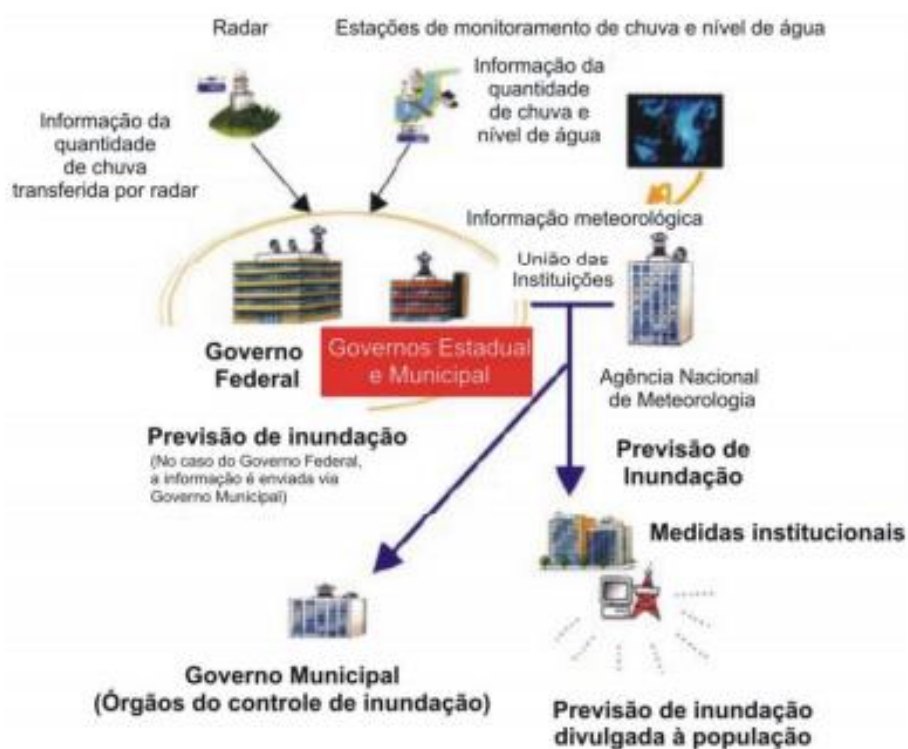 Radar
Estações de monitoramento de chuva e nível de água
Informação da
quantidade
de chuva e
nível de água
Informação da
quantidade
de chuva
transferida por radar
Informação meteorológica
União das
Instituições
Governo
Federal
Governos Estadual
e Municipal
Agência Nacional
de Meteorologia
Previsão de inundação
(No caso do Governo Federal,
a informação é enviada via
Governo Municipal)
Previsão de
Inundação
Medidas institucionais
Governo Municipal
(Órgãos do controle de inundação)
Previsão de inundação
divulgada à população